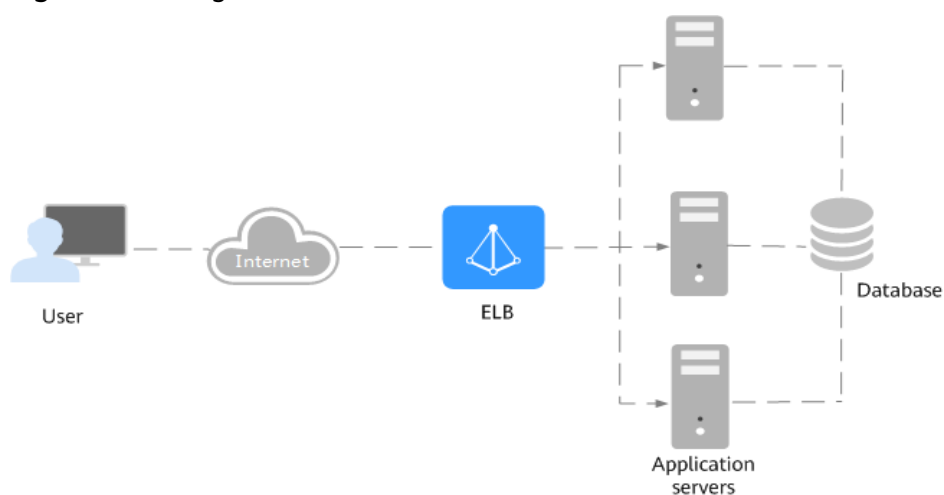 User
Internet
ELB
Application
servers
Database